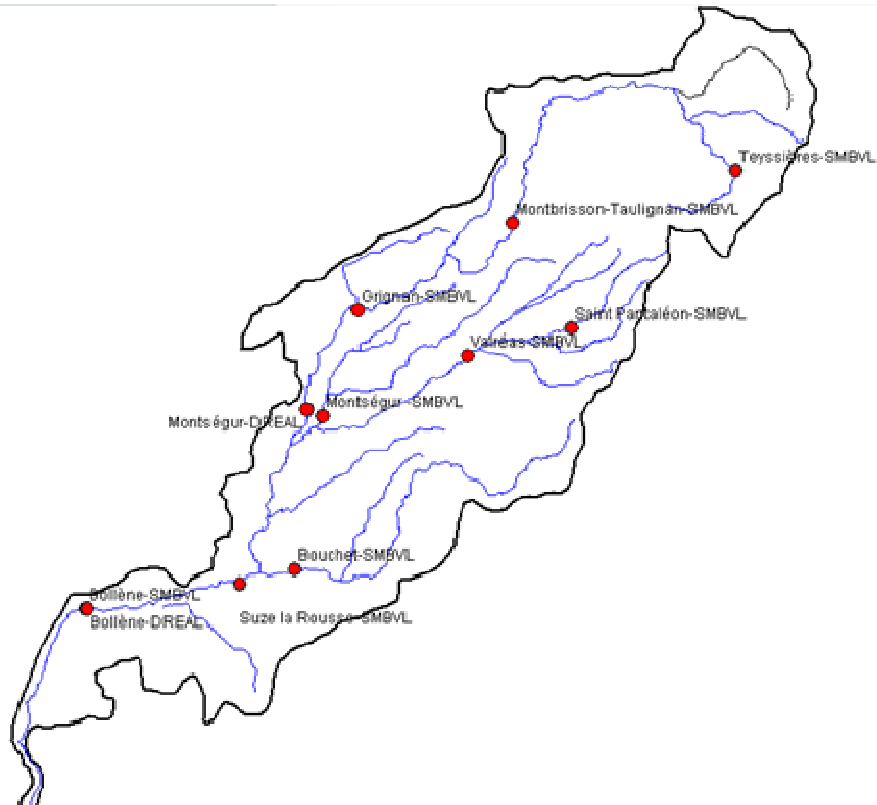 Teyssières-SMBVL
Montbrisson-Taulignan-SMBVL
Grignan-SMBVL
Saint Pantaléon-SMBVL
Valréas-SMBVL
Montségur-SMBVL
Montségur-DREAL
Bouchet-SMBVL
Bollène-SMBVL
Suze la Rousse-SMBVL
Bollène-DREAL